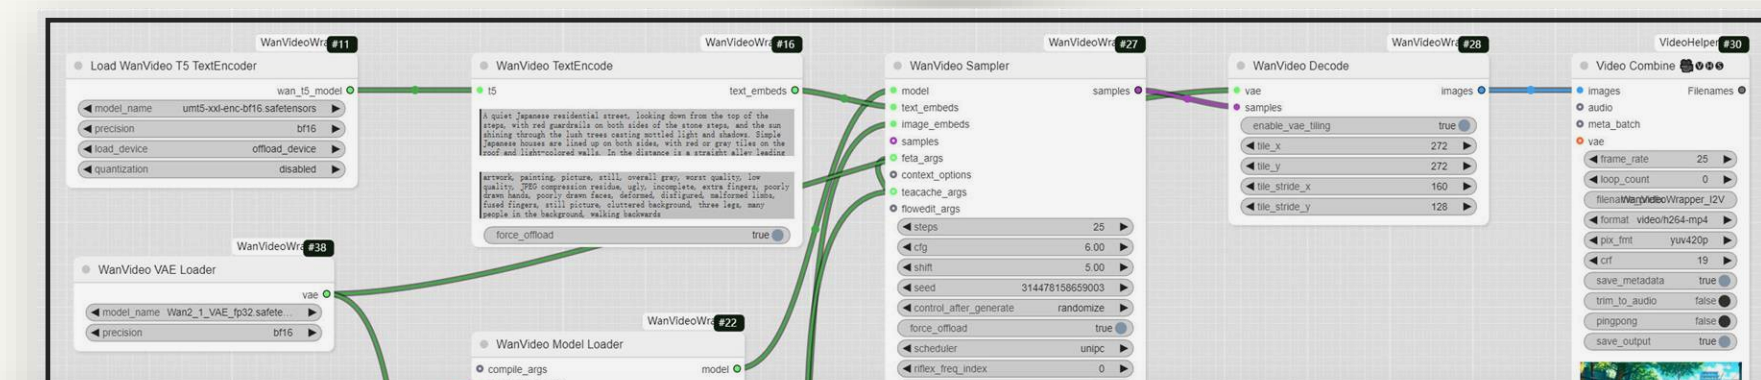 WanVideoWra #11
Load WanVideo T5 TextEncoder
wan_t5_model
model_name umt5-xxl-enc-bf16.safetensors
precision bf16
load_device offload_device
quantization disabled
WanVideoWra #16
WanVideo TextEncode
t5 text_embeds
A quiet Japanese residential street, looking down from the top of the
steps, with red guardrails on both sides of the stone steps, and the sun
shining through the lush trees casting mottled light and shadows. Simple
Japanese houses are lined up on both sides, with red or gray tiles on the
roof and light-colored walls. In the distance is a straight alley leading
artwork, painting, picture, still, overall gray, worst quality, low
quality, JPEG compression residue, ugly, incomplete, extra fingers, poorly
drawn hands, poorly drawn faces, deformed, disfigured, malformed limbs,
fused fingers, still picture, cluttered background, three legs, many
people in the background, walking backwards
force_offload true
WanVideoWra #38
WanVideo VAE Loader
vae
model_name Wan2_1_VAE_fp32.safete...
precision bf16
WanVideoWra #22
WanVideo Model Loader
compile_args model
WanVideoWra #27
WanVideo Sampler
model samples
text_embeds
image_embeds
samples
feta_args
context_options
teacache_args
flowedit_args
steps 25
cfg 6.00
shift 5.00
seed 314478158659003
control_after_generate randomize
force_offload true
scheduler unipc
riflex_freq_index 0
WanVideoWra #28
WanVideo Decode
vae images
samples
enable_vae_tiling true
tile_x 272
tile_y 272
tile_stride_x 160
tile_stride_y 128
VideoHelper #30
Video Combine 🎥🅥🅗🅢
images Filenames
audio
meta_batch
vae
frame_rate 25
loop_count 0
WanVideoWrapper_I2V
format video/h264-mp4
pix_fmt yuv420p
crf 19
save_metadata true
trim_to_audio false
pingpong false
save_output true